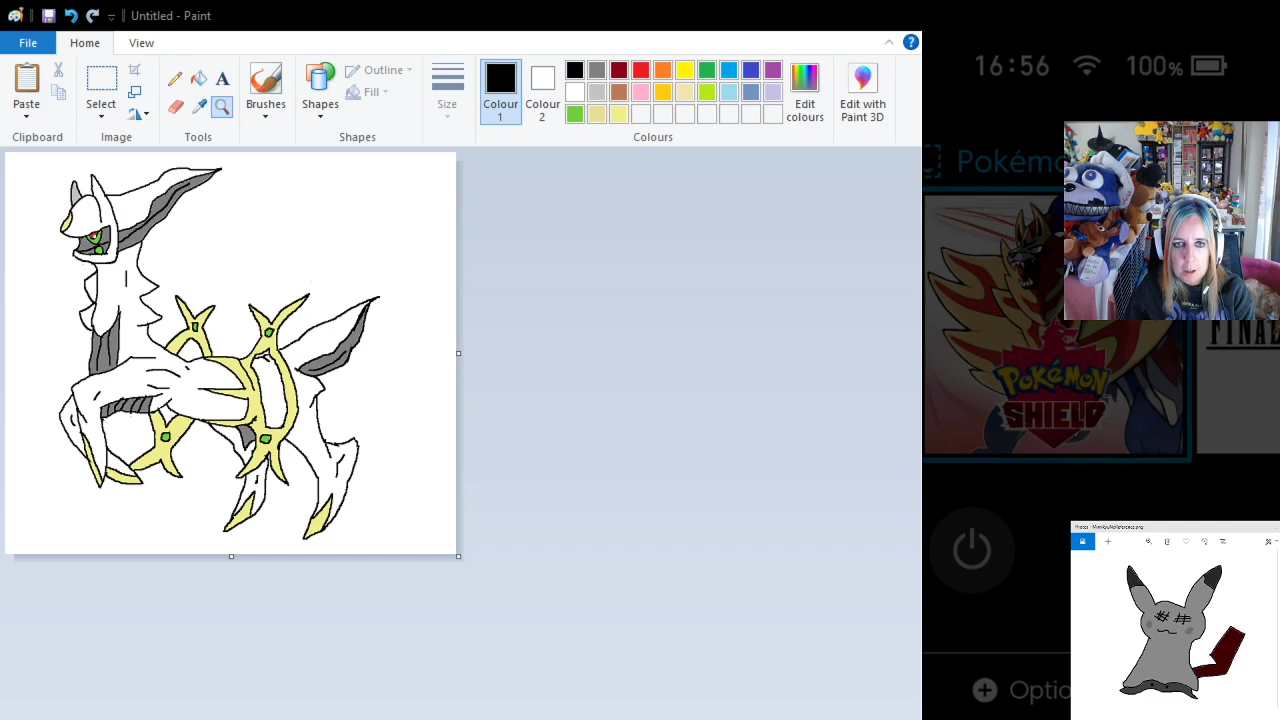 Untitled - Paint
File
Home
View
Paste
Select
Brushes
Shapes
Outline
Fill
Size
Colour 1
Colour 2
Edit colours
Edit with Paint 3D
Clipboard
Image
Tools
Shapes
Colours
16:56
100%
Pokém
POKÉMON
SHIELD
FINAL
Optio